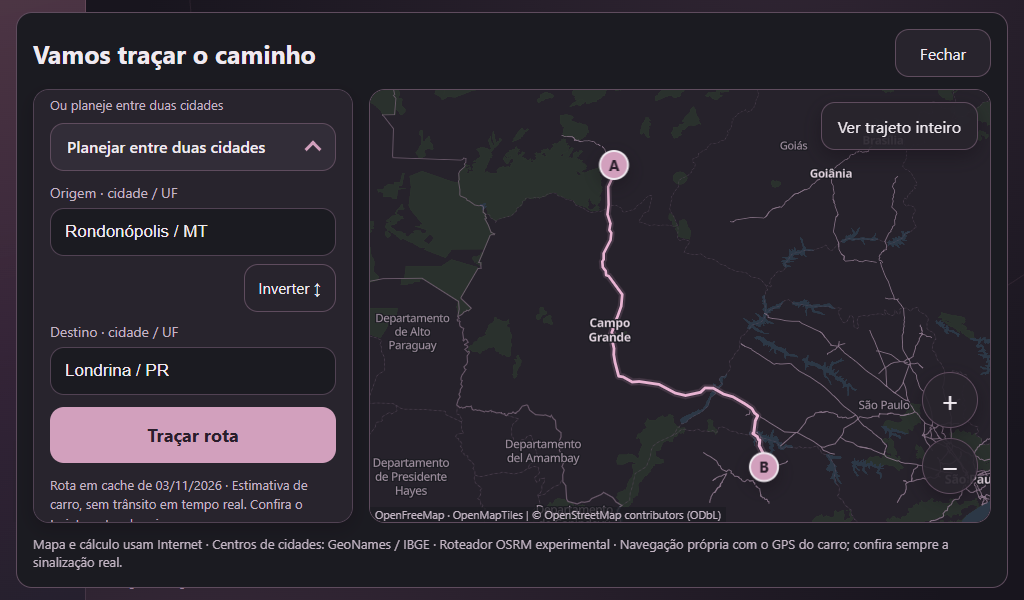 Vamos traçar o caminho
Fechar
Ou planeje entre duas cidades
Planejar entre duas cidades
Origem · cidade / UF
Rondonópolis / MT
Inverter ↕
Destino · cidade / UF
Londrina / PR
Traçar rota
Rota em cache de 03/11/2026 · Estimativa de
carro, sem trânsito em tempo real. Confira o
Ver trajeto inteiro
Brasília
Goiás
Goiânia
A
Departamento
de Alto
Paraguay
Campo
Grande
São Paulo
+
Departamento
del Amambay
Departamento
de Presidente
Hayes
B
−
São Pau
Departamento
OpenFreeMap · OpenMapTiles | © OpenStreetMap contributors (ODbL)
Mapa e cálculo usam Internet · Centros de cidades: GeoNames / IBGE · Roteador OSRM experimental · Navegação própria com o GPS do carro; confira sempre a
sinalização real.